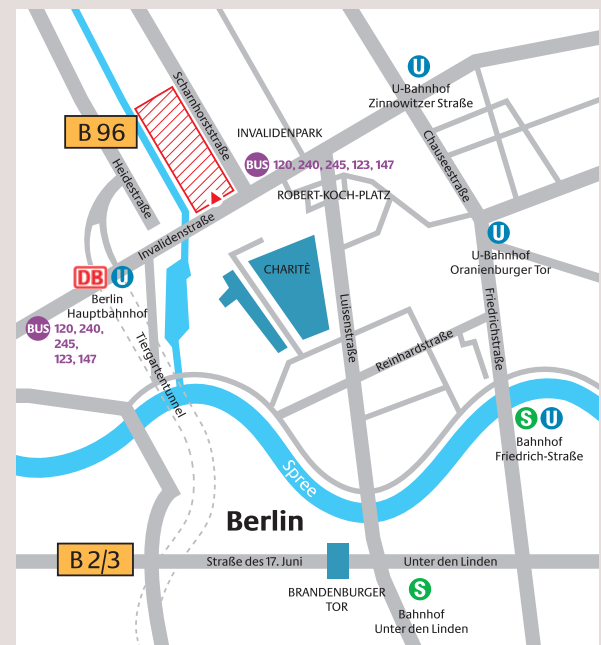 U
U-Bahnhof
Zinnowitzer Straße
Scharnhorststraße
B 96
INVALIDENPARK
Chauseestraße
BUS 120, 240, 245, 123, 147
Heidestraße
ROBERT-KOCH-PLATZ
Invalidenstraße
U
U-Bahnhof
Oranienburger Tor
CHARITÈ
DB U
Berlin
Hauptbahnhof
BUS 120, 240,
245,
123, 147
Luisenstraße
Friedrichstraße
Tiergartentunnel
Reinhardstraße
S U
Bahnhof
Friedrich-Straße
Spree
Berlin
B 2/3
Straße des 17. Juni
Unter den Linden
BRANDENBURGER
TOR
S
Bahnhof
Unter den Linden